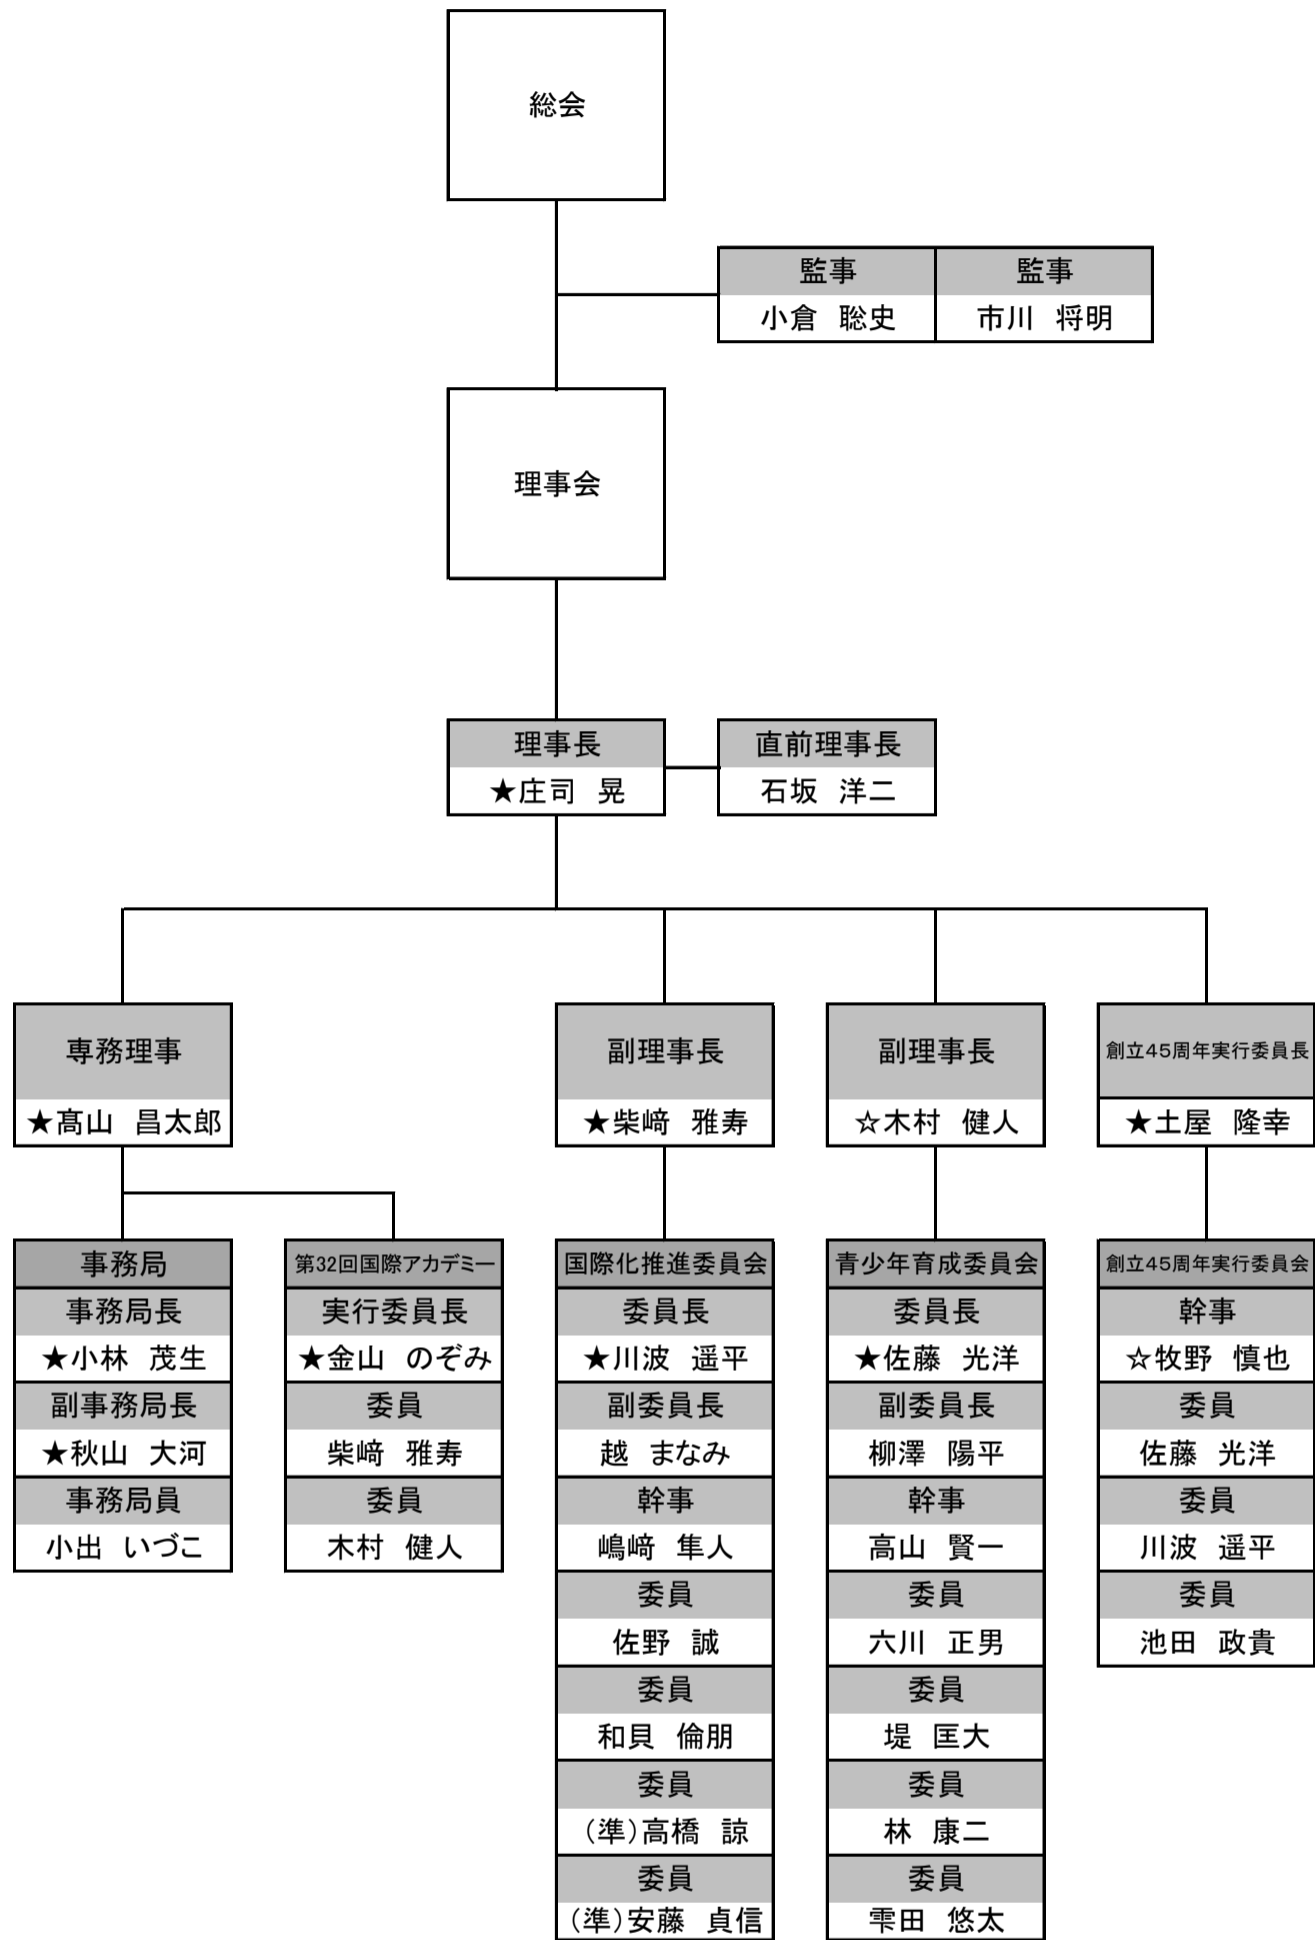 総会
監事
小倉 聡史
監事
市川 将明
理事会
理事長
★庄司 晃
直前理事長
石坂 洋二
専務理事
★髙山 昌太郎
副理事長
★柴﨑 雅寿
副理事長
☆木村 健人
創立45周年実行委員長
★土屋 隆幸
事務局
事務局長
★小林 茂生
副事務局長
★秋山 大河
事務局員
小出 いづこ
第32回国際アカデミー
実行委員長
★金山 のぞみ
委員
柴﨑 雅寿
委員
木村 健人
国際化推進委員会
委員長
★川波 遥平
副委員長
越 まなみ
幹事
嶋﨑 隼人
委員
佐野 誠
委員
和貝 倫朋
委員
(準)高橋 諒
委員
(準)安藤 貞信
青少年育成委員会
委員長
★佐藤 光洋
副委員長
柳澤 陽平
幹事
高山 賢一
委員
六川 正男
委員
堤 匡大
委員
林 康二
委員
雫田 悠太
創立45周年実行委員会
幹事
☆牧野 慎也
委員
佐藤 光洋
委員
川波 遥平
委員
池田 政貴